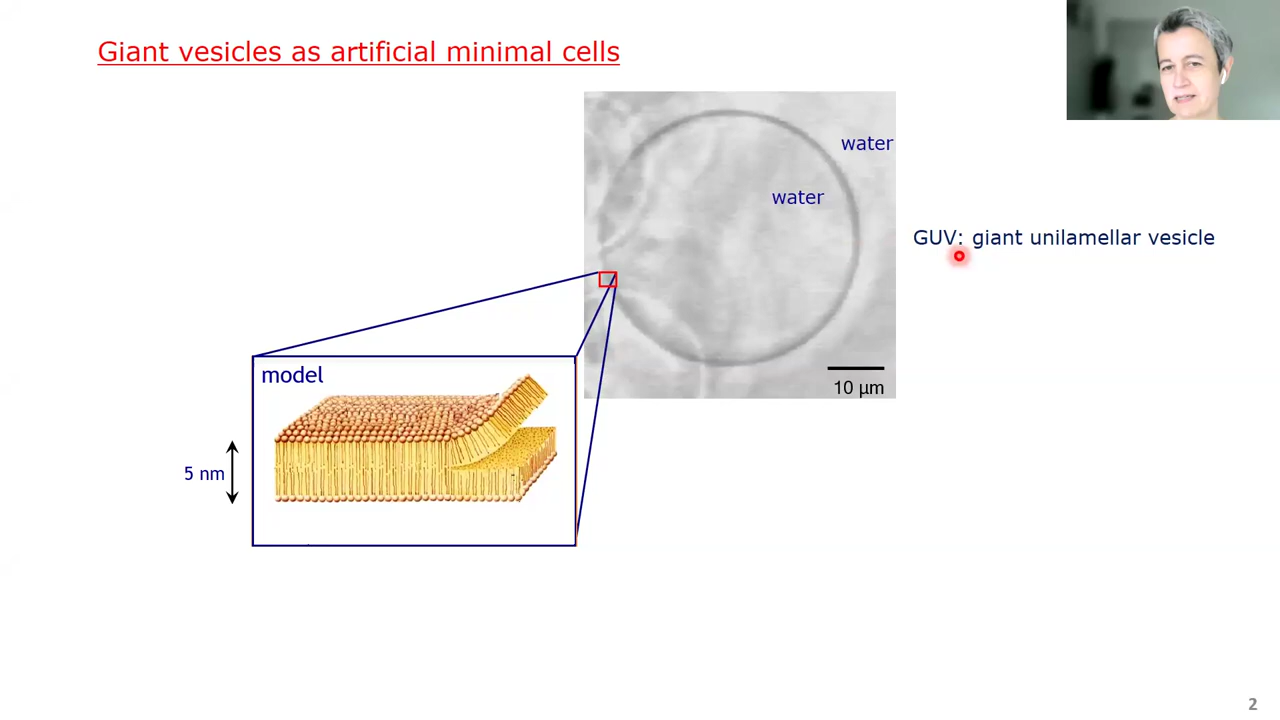 Giant vesicles as artificial minimal cells
water
water
GUV: giant unilamellar vesicle
model
10 µm
5 nm
2